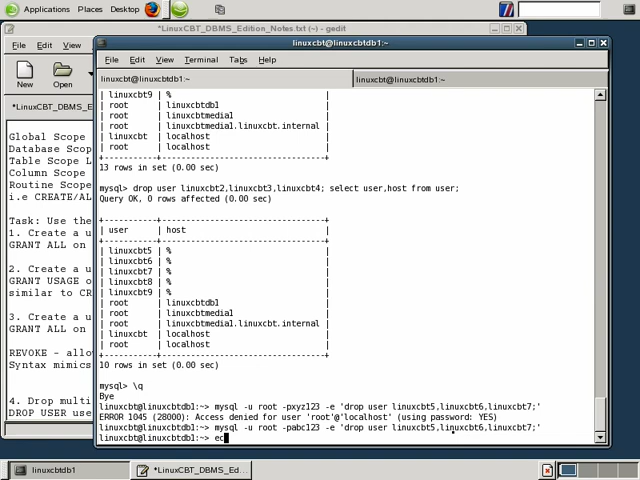 Applications Places Desktop
*LinuxCBT_DBMS_Edition_Notes.txt (~) - gedit
File Edit View
New Open
*LinuxCBT_DBMS_E
Global Scope
Database Scop
Table Scope L
Column Scope
Routine Scope
i.e CREATE/AL
Task: Use the
1. Create a u
GRANT ALL on
2. Create a u
GRANT USAGE o
similar to CR
3. Create a u
GRANT ALL on
REVOKE - allo
Syntax mimics
4. Drop multi
DROP USER use
linuxcbt@linuxcbtdb1:~
File Edit View Terminal Tabs Help
linuxcbt@linuxcbtdb1:~ linuxcbt@linuxcbtdb1:~
| linuxcbt9 | % |
| root | linuxcbtdb1 |
| root | linuxcbtmedia1 |
| root | linuxcbtmedia1.linuxcbt.internal |
| linuxcbt | localhost |
| root | localhost |
+-----------+----------------------------------+
13 rows in set (0.00 sec)
mysql> drop user linuxcbt2,linuxcbt3,linuxcbt4; select user,host from user;
Query OK, 0 rows affected (0.00 sec)
+-----------+----------------------------------+
| user | host |
+-----------+----------------------------------+
| linuxcbt5 | % |
| linuxcbt6 | % |
| linuxcbt7 | % |
| linuxcbt8 | % |
| linuxcbt9 | % |
| root | linuxcbtdb1 |
| root | linuxcbtmedia1 |
| root | linuxcbtmedia1.linuxcbt.internal |
| linuxcbt | localhost |
| root | localhost |
+-----------+----------------------------------+
10 rows in set (0.00 sec)
mysql> \q
Bye
linuxcbt@linuxcbtdb1:~> mysql -u root -pxyz123 -e 'drop user linuxcbt5,linuxcbt6,linuxcbt7;'
ERROR 1045 (28000): Access denied for user 'root'@'localhost' (using password: YES)
linuxcbt@linuxcbtdb1:~> mysql -u root -pabc123 -e 'drop user linuxcbt5,linuxcbt6,linuxcbt7;'
linuxcbt@linuxcbtdb1:~> ec
linuxcbtdb1 *LinuxCBT_DBMS_Ed...